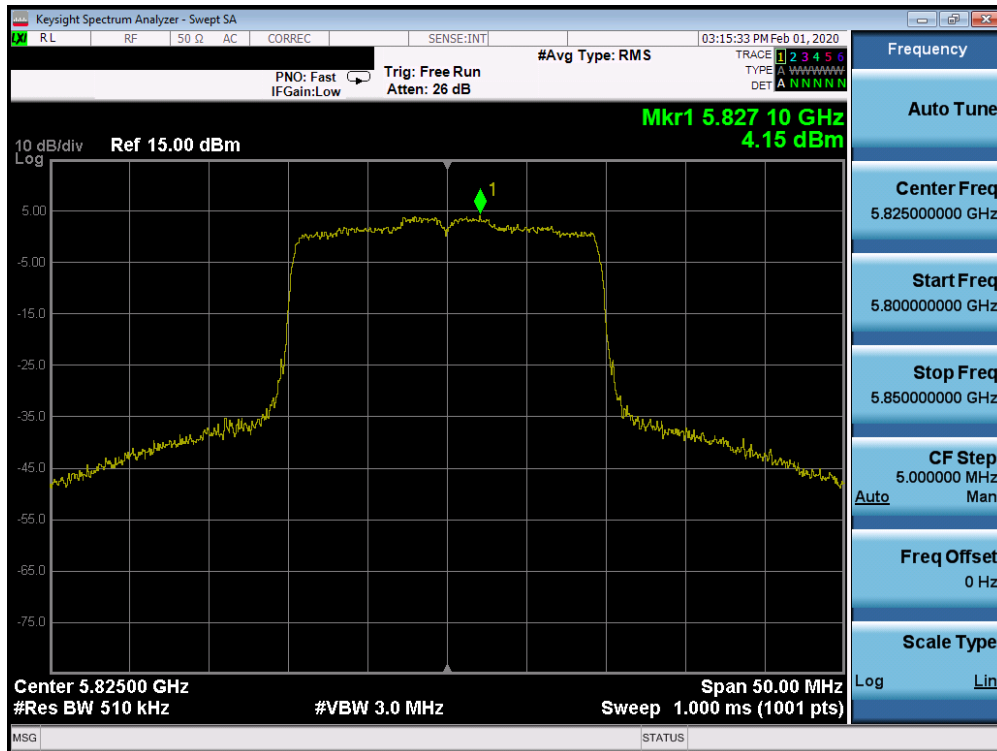 Keysight Spectrum Analyzer - Swept SA
LXI RL RF 50 Ω AC CORREC SENSE:INT 03:15:33 PM Feb 01, 2020
#Avg Type: RMS
PNO: Fast
IFGain:Low
Trig: Free Run
Atten: 26 dB
TRACE 1 2 3 4 5 6
TYPE A WWWWW
DET A N N N N N
Mkr1 5.827 10 GHz
4.15 dBm
10 dB/div Ref 15.00 dBm
Log
1
5.00
-5.00
-15.0
-25.0
-35.0
-45.0
-55.0
-65.0
-75.0
Center 5.82500 GHz Span 50.00 MHz
#Res BW 510 kHz #VBW 3.0 MHz Sweep 1.000 ms (1001 pts)
MSG STATUS
Frequency
Auto Tune
Center Freq
5.825000000 GHz
Start Freq
5.800000000 GHz
Stop Freq
5.850000000 GHz
CF Step
5.000000 MHz
Auto Man
Freq Offset
0 Hz
Scale Type
Log Lin